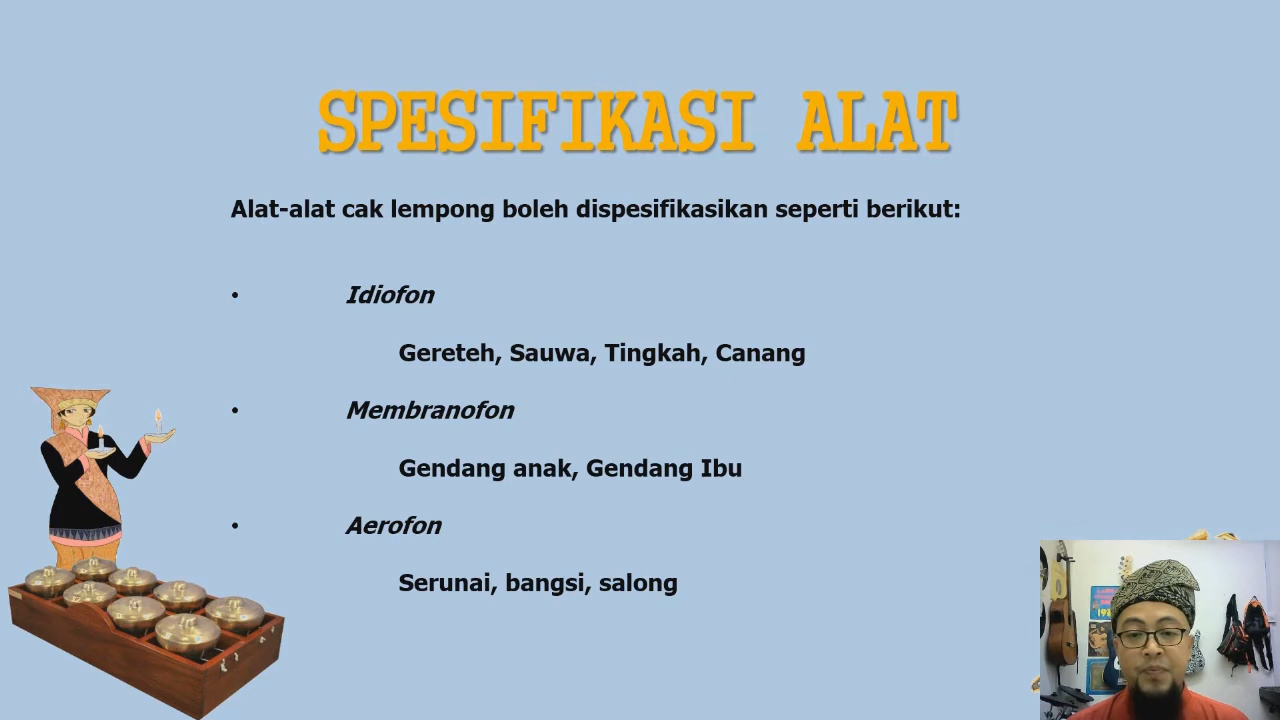 SPESIFIKASI ALAT
Alat-alat cak lempong boleh dispesifikasikan seperti berikut:
• Idiofon
Gereteh, Sauwa, Tingkah, Canang
• Membranofon
Gendang anak, Gendang Ibu
• Aerofon
Serunai, bangsi, salong